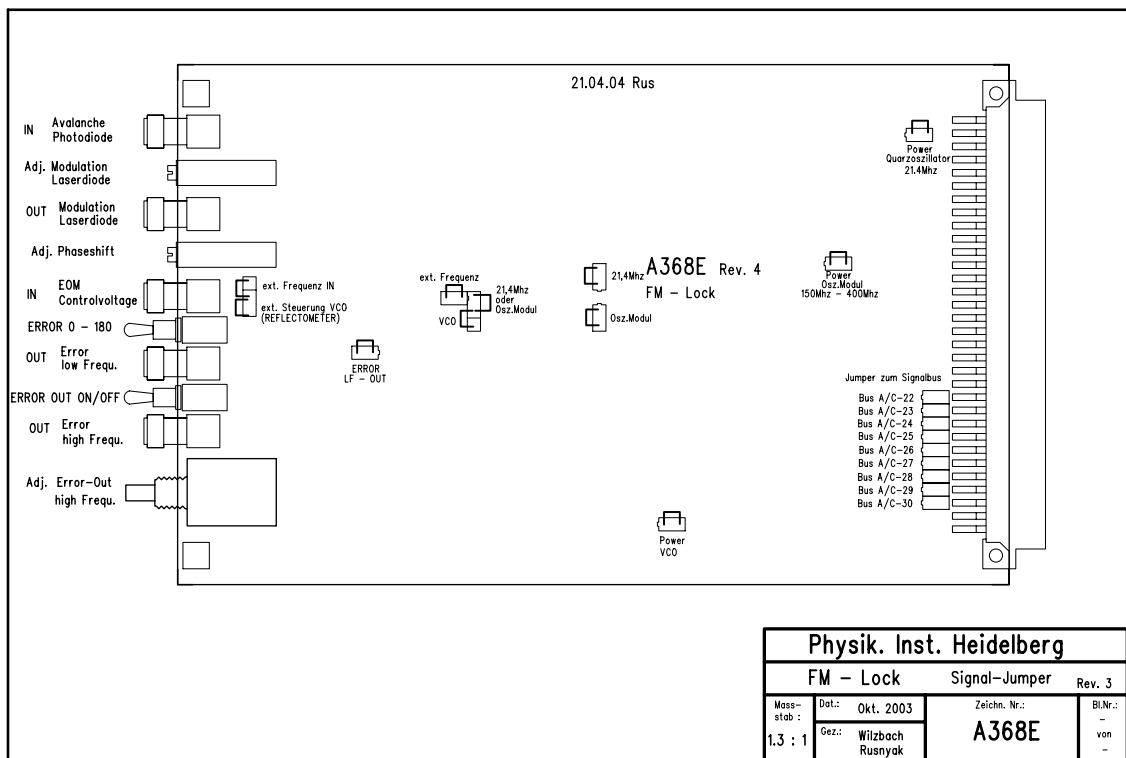 21.04.04 Rus
IN Avalanche
Photodiode
Adj. Modulation
Laserdiode
OUT Modulation
Laserdiode
Adj. Phaseshift
IN EOM
Controlvoltage
ERROR 0 - 180
OUT Error
low Frequ.
ERROR OUT ON/OFF
OUT Error
high Frequ.
Adj. Error-Out
high Frequ.
ext. Frequenz IN
ext. Steuerung VCO
(REFLECTOMETER)
ERROR
LF - OUT
ext. Frequenz
21,4Mhz
oder
Osz.Modul
VCO
21,4Mhz
Osz.Modul
A368E Rev. 4
FM - Lock
Power
Quarzoszillator
21.4Mhz
Power
Osz.Modul
150Mhz - 400Mhz
Jumper zum Signalbus
Bus A/C-22
Bus A/C-23
Bus A/C-24
Bus A/C-25
Bus A/C-26
Bus A/C-27
Bus A/C-28
Bus A/C-29
Bus A/C-30
Power
VCO
Physik. Inst. Heidelberg
FM - Lock Signal-Jumper Rev. 3
Mass-
stab :
1.3 : 1
Dat.: Okt. 2003
Gez.: Wilzbach
Rusnyak
Zeichn. Nr.:
A368E
Bl.Nr.:
-
von
-